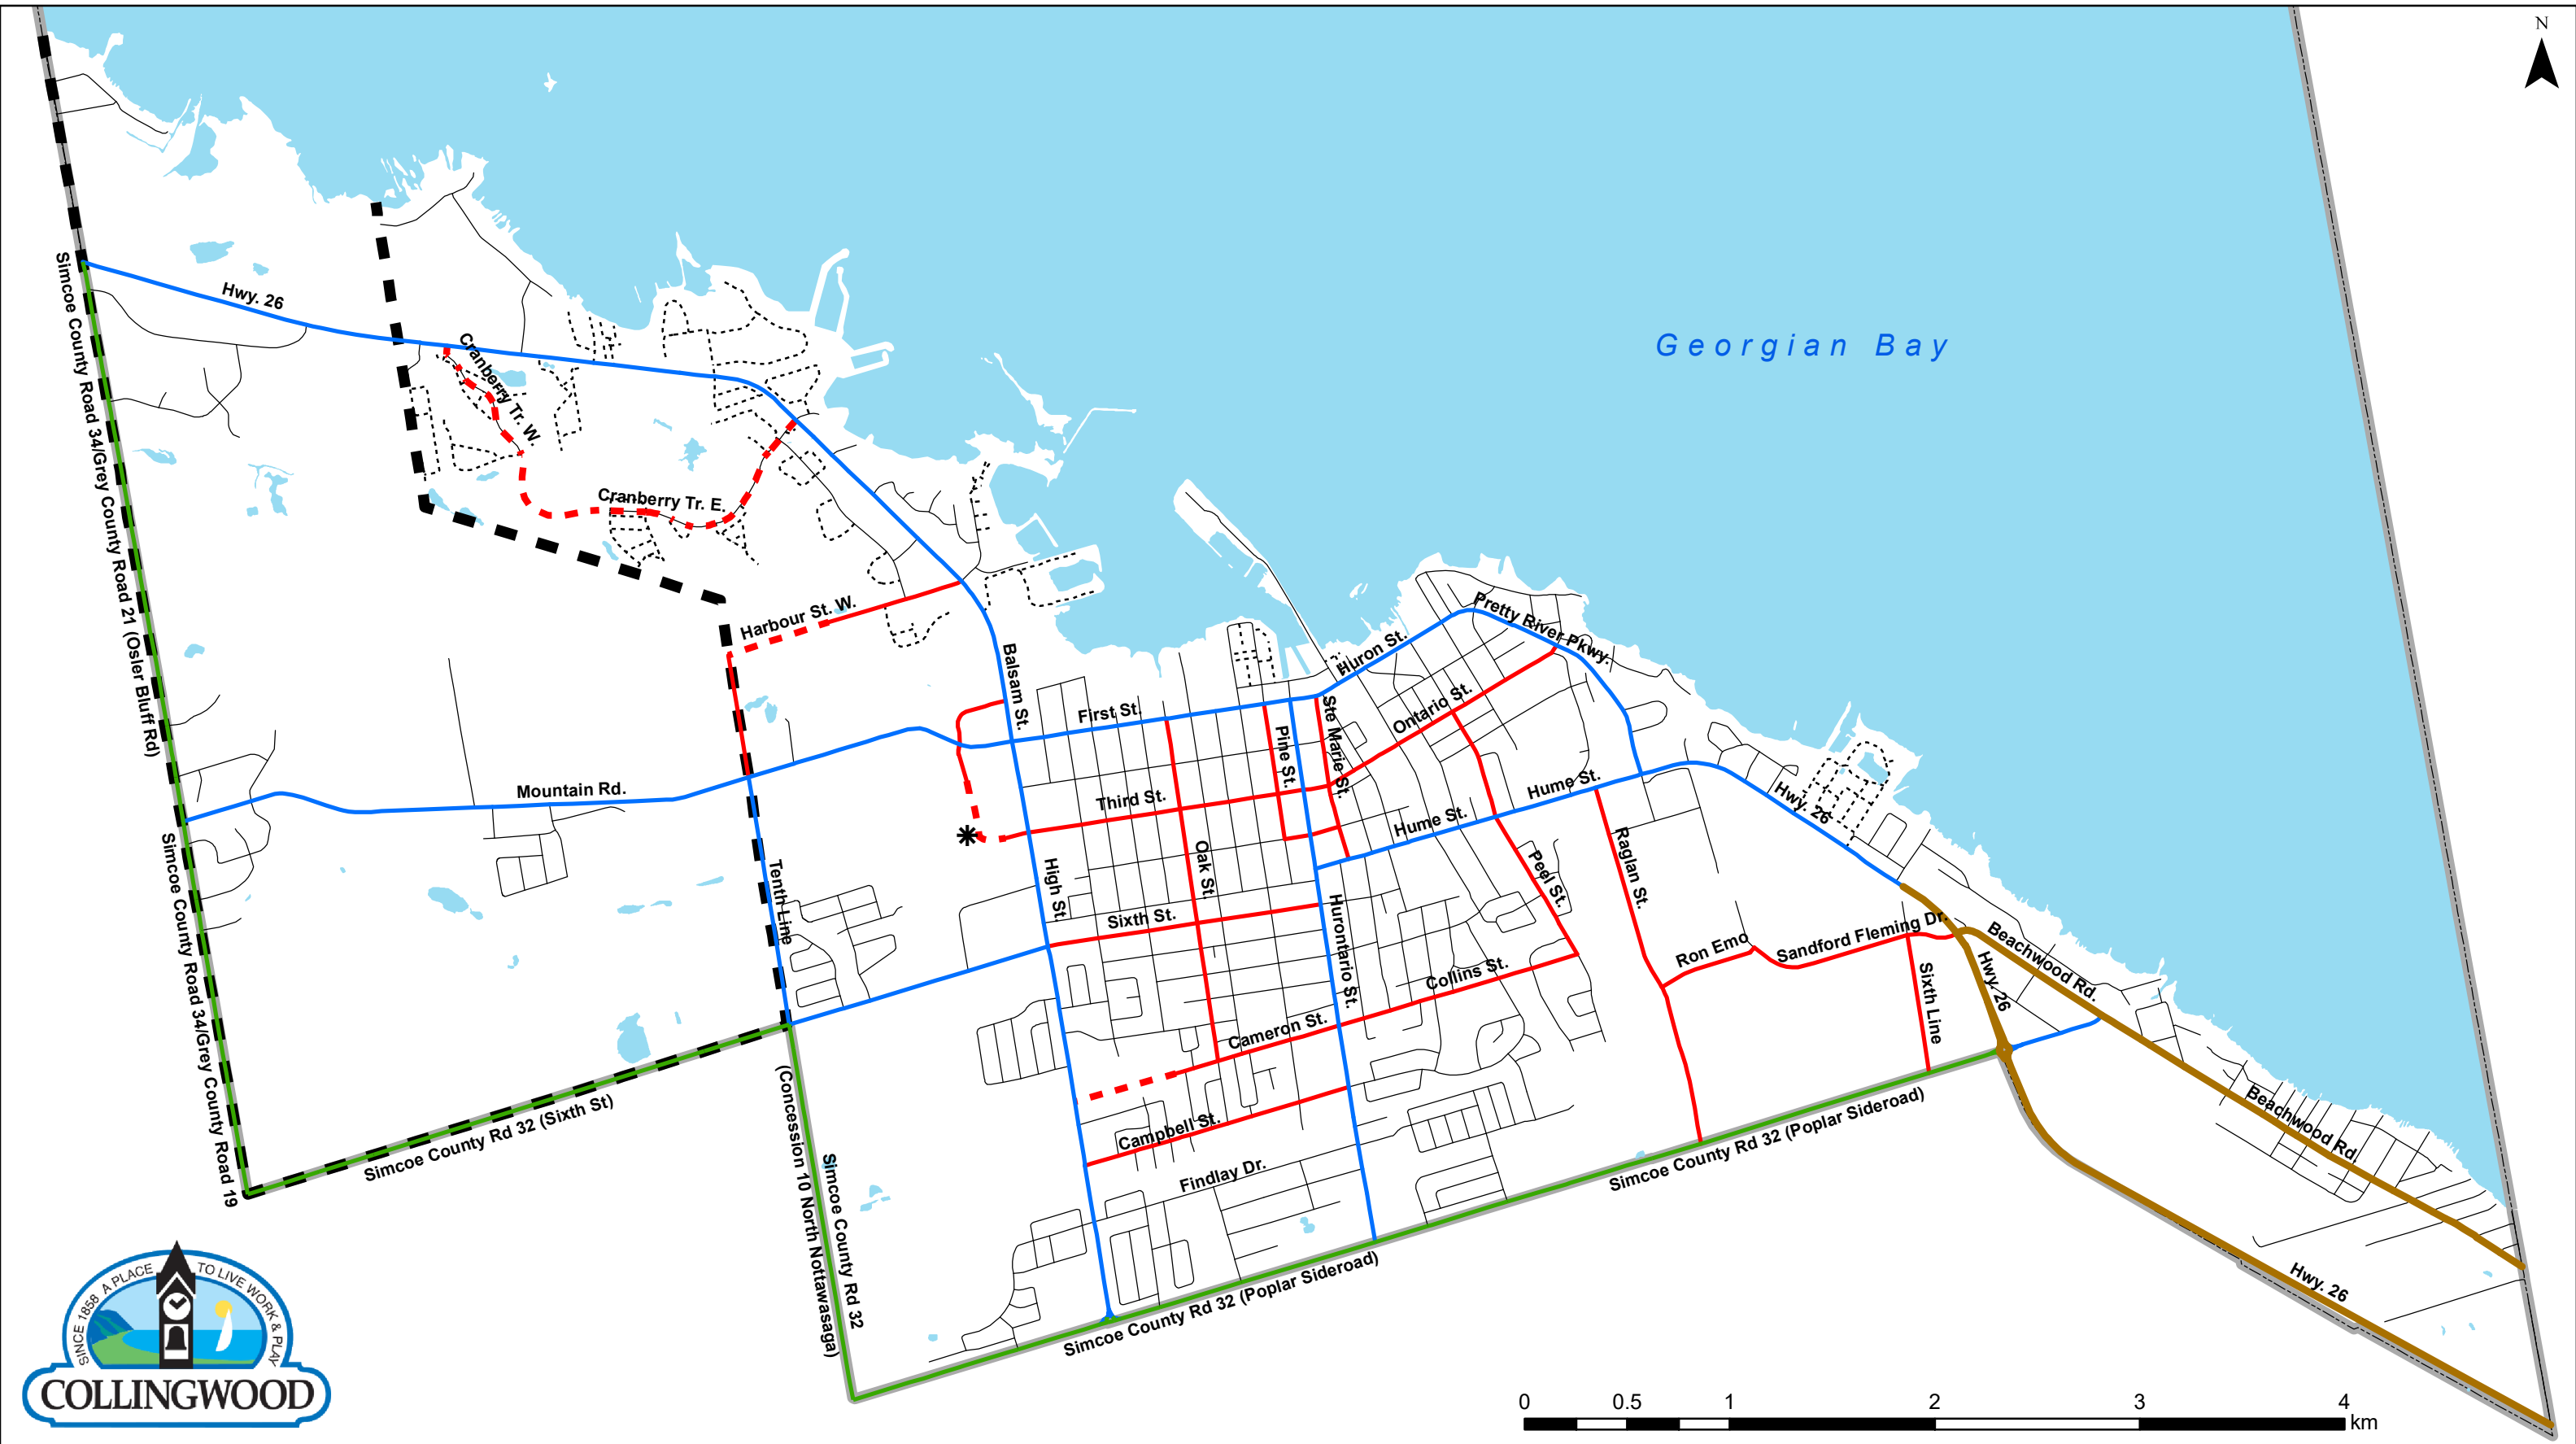 N
Georgian Bay
Hwy. 26
Simcoe County Road 34/Grey County Road 21 (Osler Bluff Rd)
Cranberry Tr. W.
Cranberry Tr. E.
Harbour St. W.
Balsam St.
Huron St.
Pretty River Pkwy.
First St.
Ste Marie St.
Ontario St.
Pine St.
Mountain Rd.
Third St.
Hume St.
Hume St.
Hwy. 26
Simcoe County Road 34/Grey County Road 19
Tenth Line
High St.
Oak St.
Peel St.
Raglan St.
Sixth St.
Hurontario St.
Ron Emo
Sandford Fleming Dr.
Beachwood Rd.
Collins St.
Sixth Line
Hwy. 26
Cameron St.
Simcoe County Rd 32 (Sixth St)
(Concession 10 North Nottawasaga)
Simcoe County Rd 32
Campbell St.
Findlay Dr.
Simcoe County Rd 32 (Poplar Sideroad)
Beachwood Rd.
Simcoe County Rd 32 (Poplar Sideroad)
Hwy. 26
SINCE 1858 A PLACE TO LIVE WORK & PLAY
COLLINGWOOD
0 0.5 1 2 3 4
km